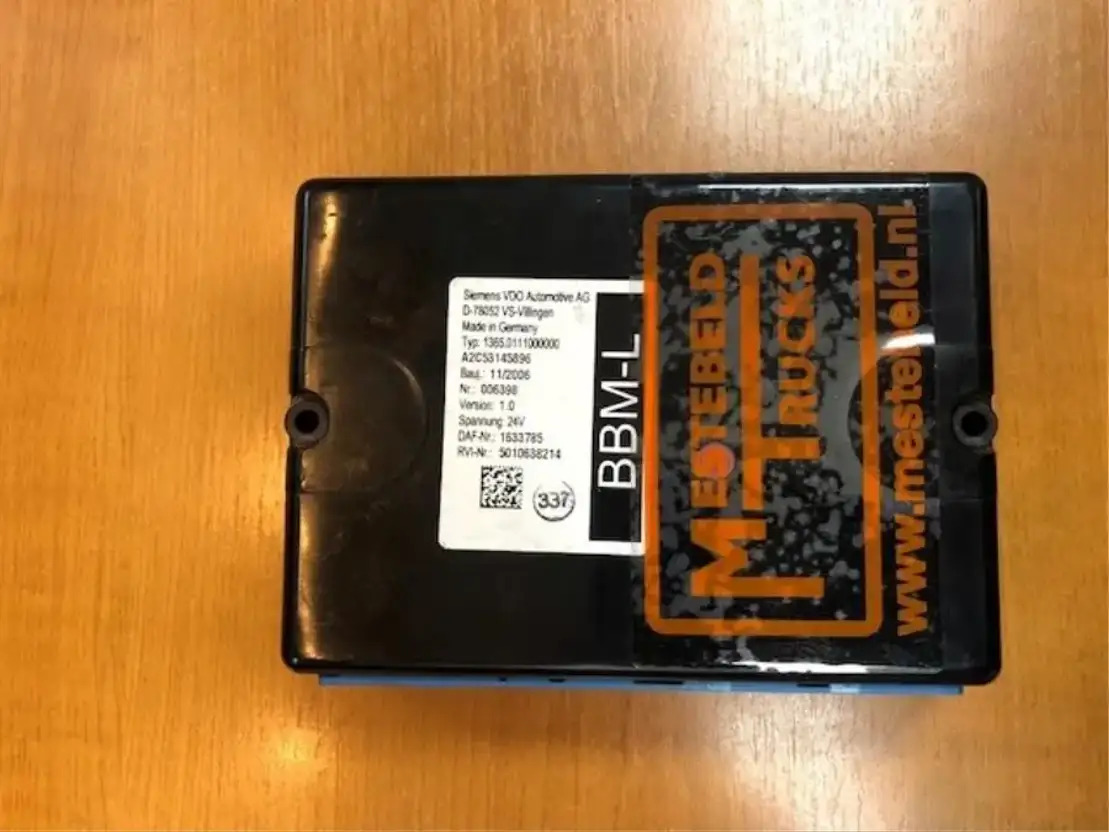 Siemens VDO Automotive AG
D-78052 VS-Villingen
Made in Germany
Typ: 1365.0111000000
A2C53145896
Bauj.: 11/2006
Nr.: 006398
Version: 1.0
Spannung: 24V
DAF-Nr.: 1633785
RVI-Nr.: 5010638214
337
BBM-L
MESTEBELD
TRUCKS
www.mestebeld.nl